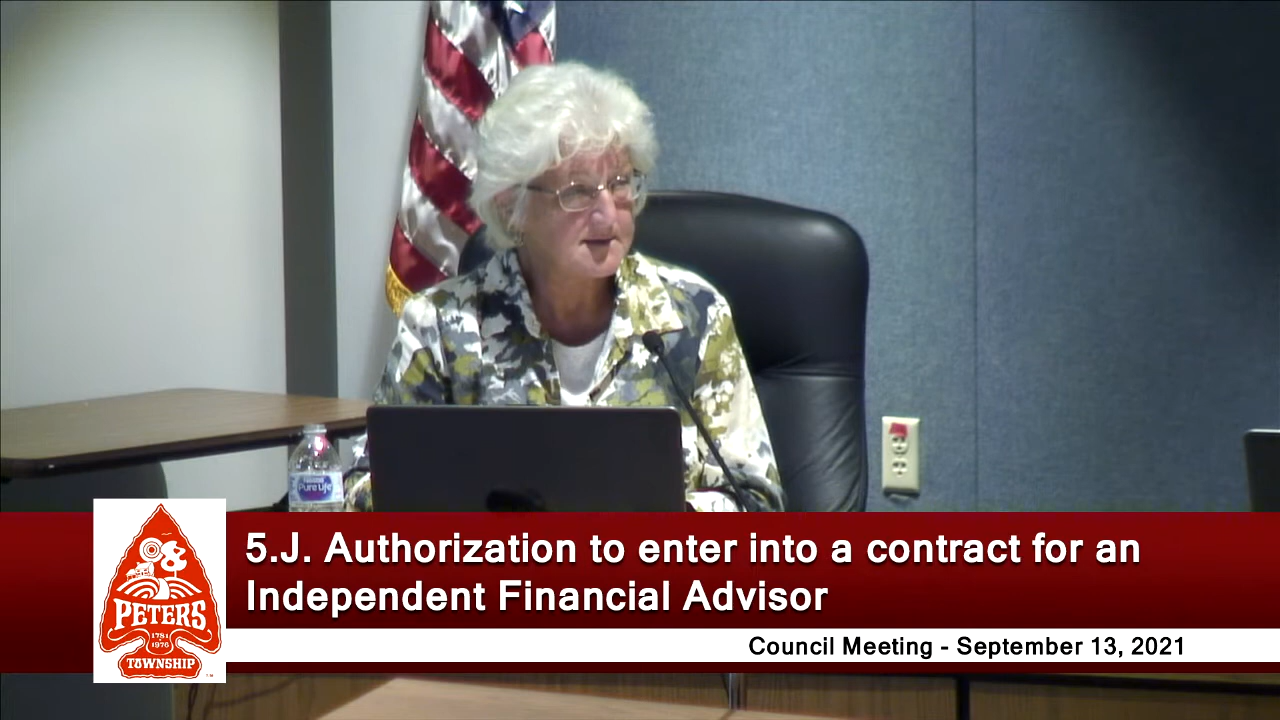 Pure Life
5.J. Authorization to enter into a contract for an
Independent Financial Advisor
Council Meeting - September 13, 2021
PETERS
1781
1976
TOWNSHIP